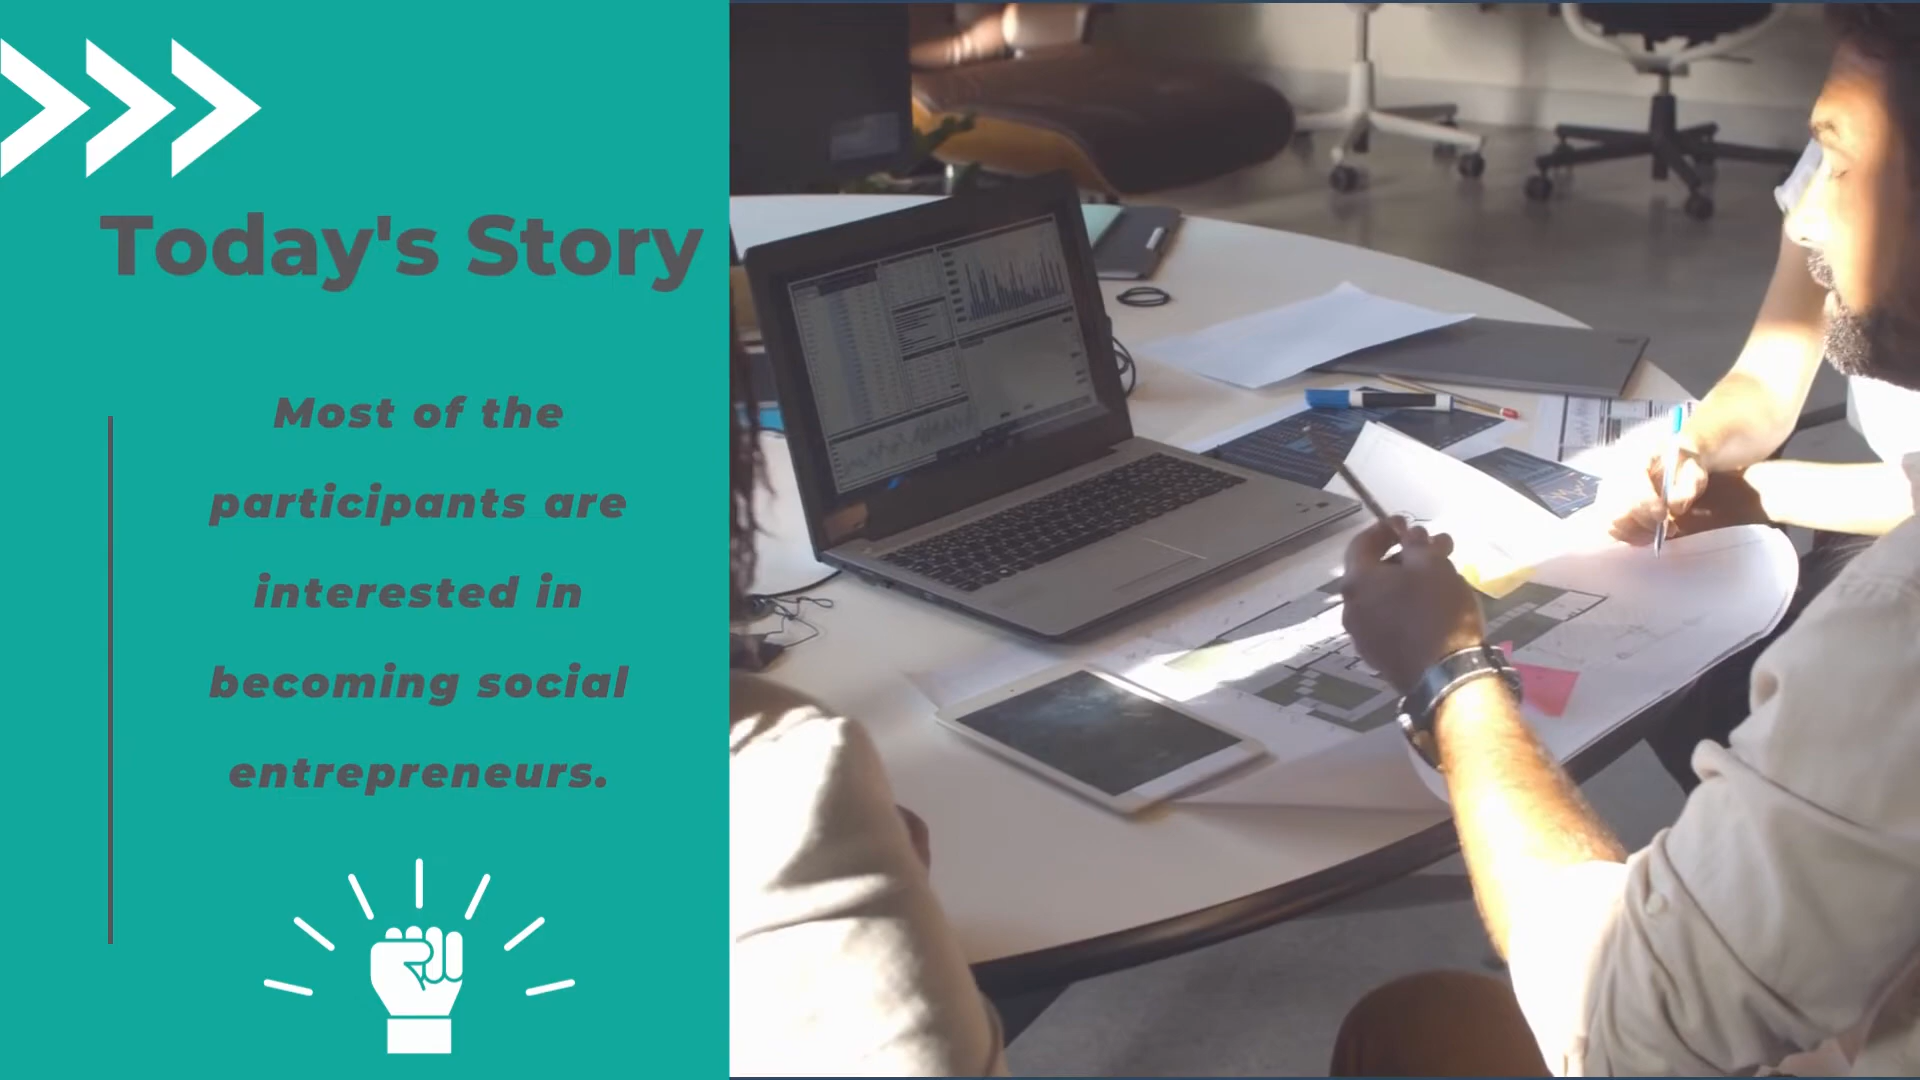 Today's Story
Most of the
participants are
interested in
becoming social
entrepreneurs.